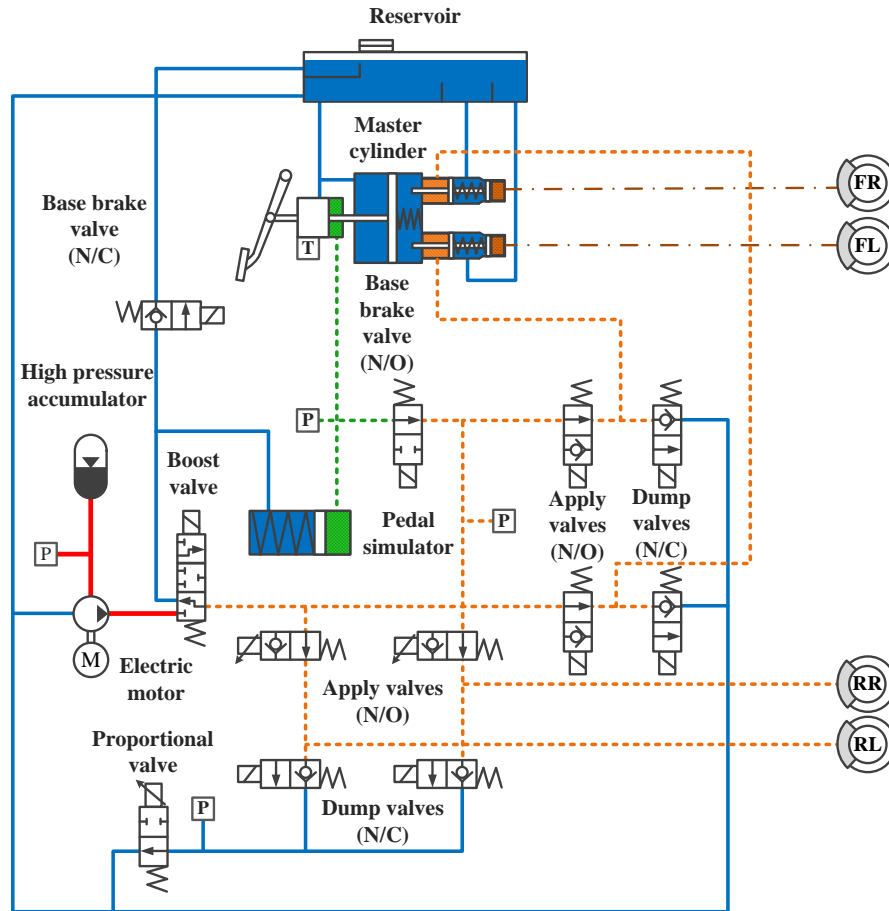 Reservoir
Master
cylinder
FR
Base brake
valve
(N/C)
T
FL
Base
brake
valve
(N/O)
High pressure
accumulator
P
Boost
valve
Pedal
simulator
P
Apply
valves
(N/O)
Dump
valves
(N/C)
P
M
Electric
motor
Apply valves
(N/O)
RR
RL
Proportional
valve
P
Dump valves
(N/C)